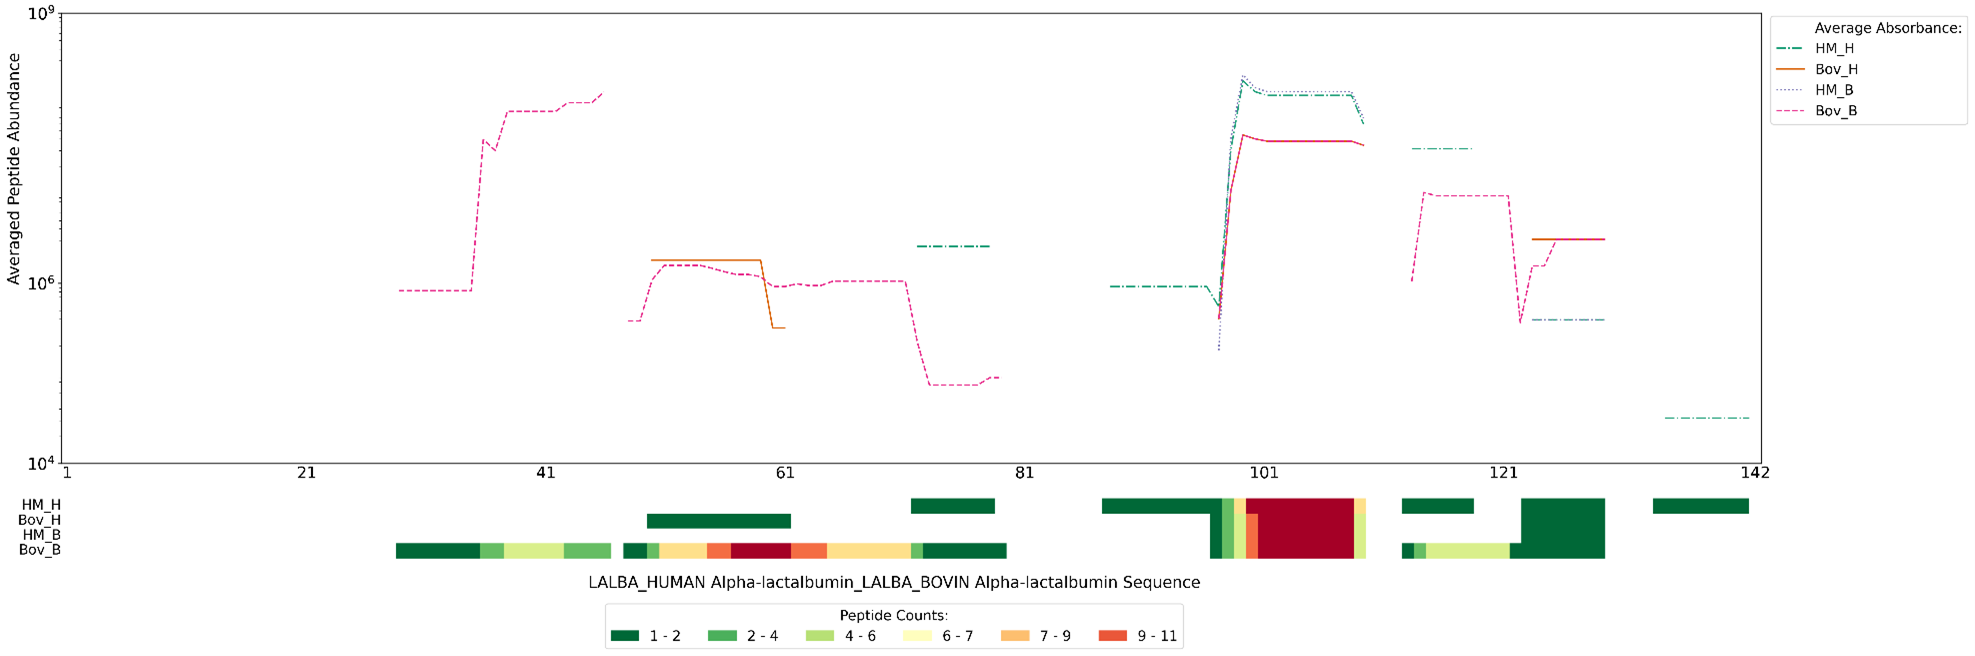 10^9
10^6
10^4
Averaged Peptide Abundance
1 21 41 61 81 101 121 142
Average Absorbance:
HM_H
Bov_H
HM_B
Bov_B
HM_H
Bov_H
HM_B
Bov_B
LALBA_HUMAN Alpha-lactalbumin_LALBA_BOVIN Alpha-lactalbumin Sequence
Peptide Counts:
1 - 2 2 - 4 4 - 6 6 - 7 7 - 9 9 - 11